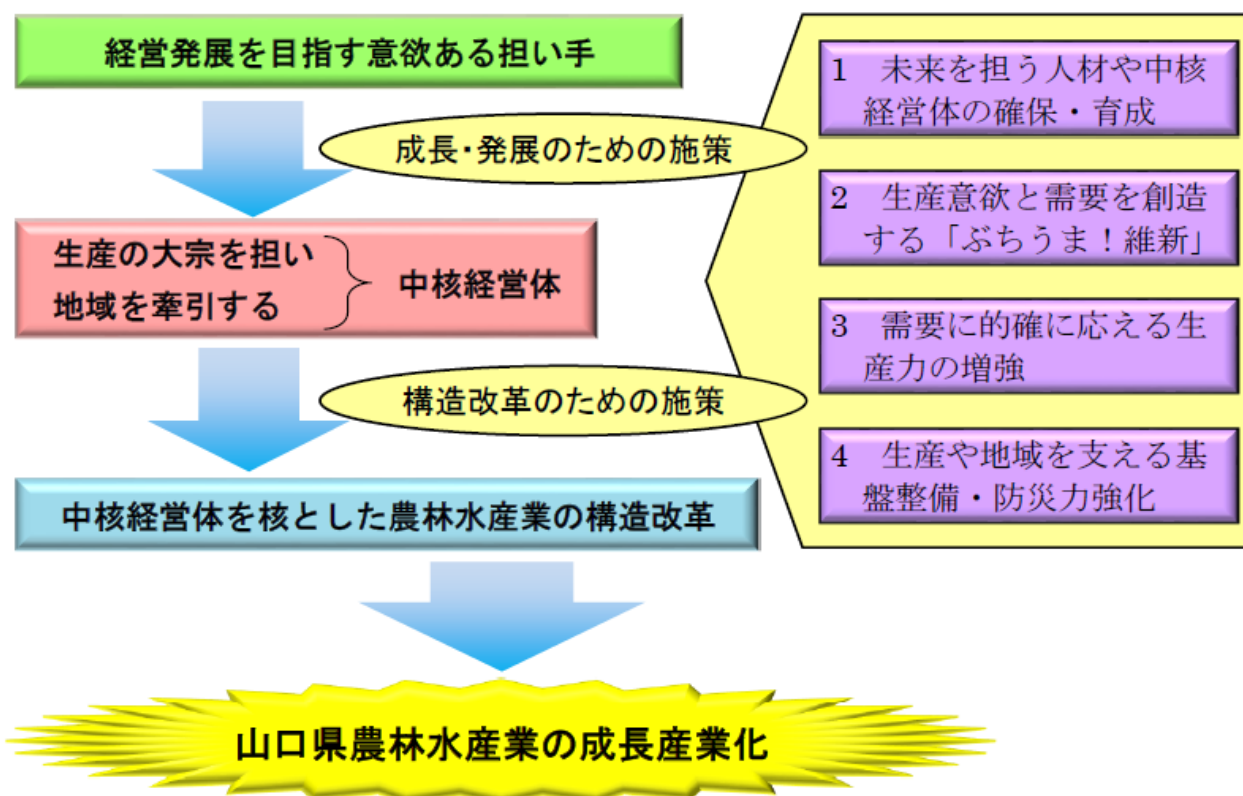 経営発展を目指す意欲ある担い手
成長・発展のための施策
生産の大宗を担い
地域を牽引する
中核経営体
構造改革のための施策
中核経営体を核とした農林水産業の構造改革
山口県農林水産業の成長産業化
1 未来を担う人材や中核
経営体の確保・育成
2 生産意欲と需要を創造
する「ぶちうま！維新」
3 需要に的確に応える生
産力の増強
4 生産や地域を支える基
盤整備・防災力強化